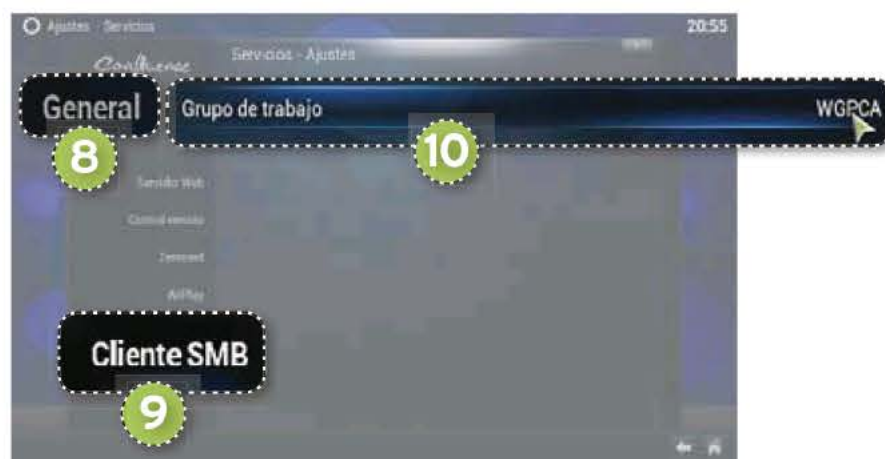 Ajustes - Servicios
20:55
Confluence
Servicios - Ajustes
General
Grupo de trabajo
WGPCA
8
10
Servidor Web
Control remoto
Zeroconf
AirPlay
Cliente SMB
9